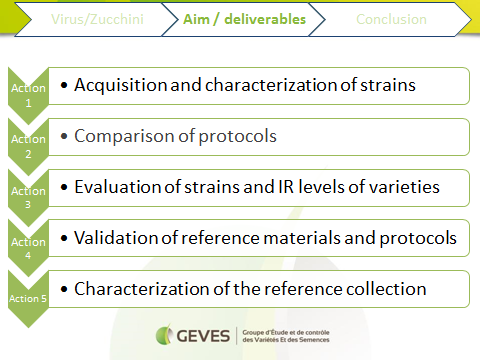 Virus/Zucchini
Aim / deliverables
Conclusion
Action
1
• Acquisition and characterization of strains
Action
2
• Comparison of protocols
Action
3
• Evaluation of strains and IR levels of varieties
Action
4
• Validation of reference materials and protocols
Action 5
• Characterization of the reference collection
GEVES
Groupe d'Étude et de contrôle
des Variétés Et des Semences